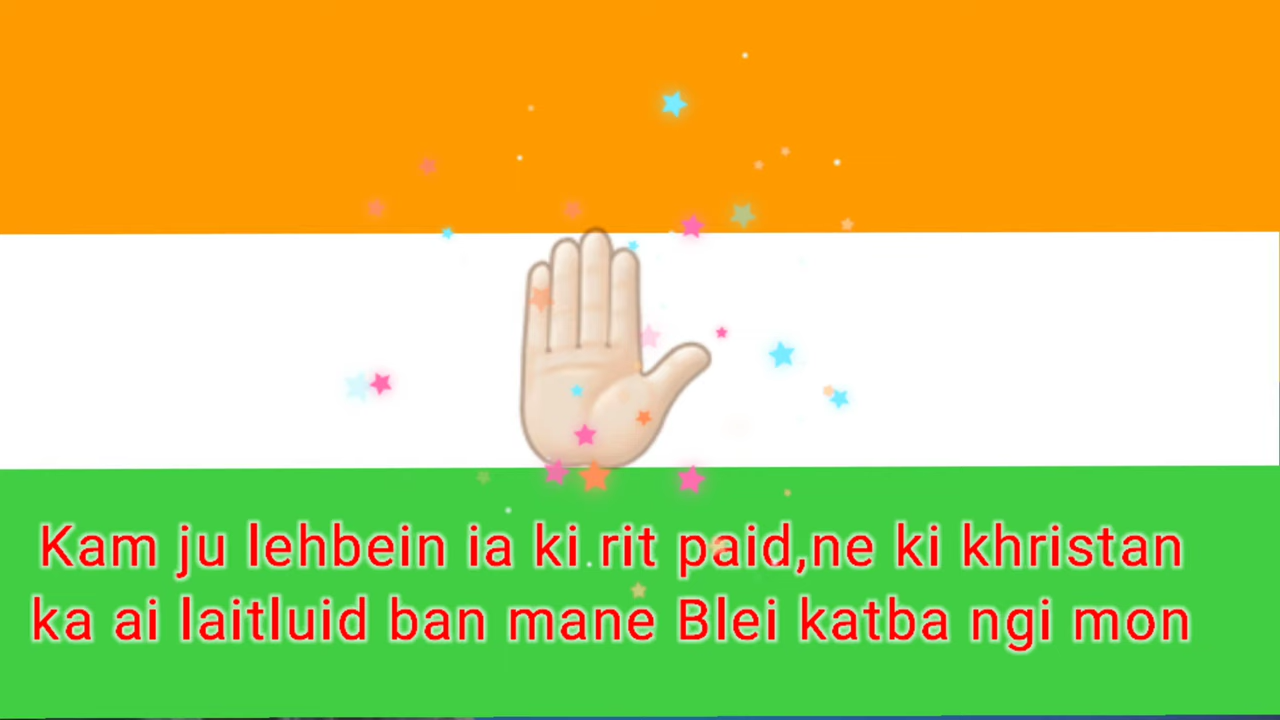 Kam ju lehbein ia ki rit paid,ne ki khristan
ka ai laitluid ban mane Blei katba ngi mon